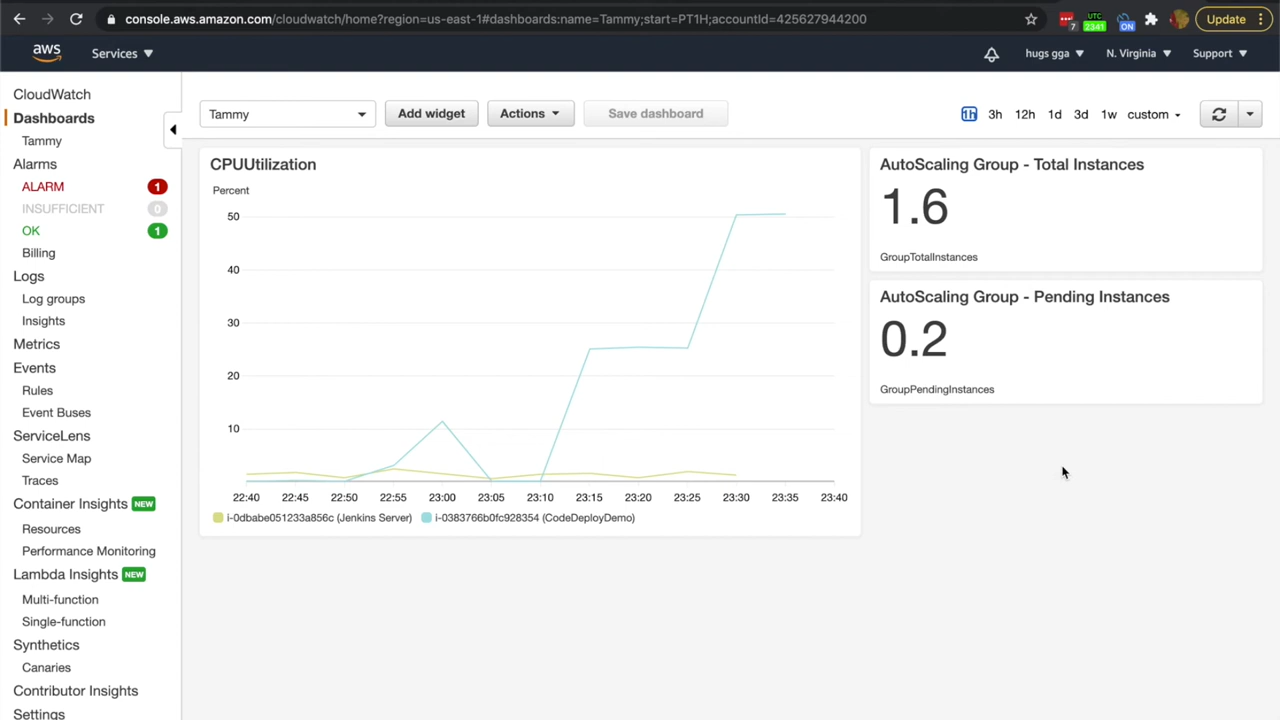 console.aws.amazon.com/cloudwatch/home?region=us-east-1#dashboards:name=Tammy;start=PT1H;accountId=425627944200
7
UTC
2341
ON
Update
aws
Services
hugs gga
N. Virginia
Support
CloudWatch
Dashboards
Tammy
Alarms
ALARM 1
INSUFFICIENT 0
OK 1
Billing
Logs
Log groups
Insights
Metrics
Events
Rules
Event Buses
ServiceLens
Service Map
Traces
Container Insights NEW
Resources
Performance Monitoring
Lambda Insights NEW
Multi-function
Single-function
Synthetics
Canaries
Contributor Insights
Settings
Tammy
Add widget
Actions
Save dashboard
1h 3h 12h 1d 3d 1w custom
CPUUtilization
Percent
50
40
30
20
10
22:40 22:45 22:50 22:55 23:00 23:05 23:10 23:15 23:20 23:25 23:30 23:35 23:40
i-0dbabe051233a856c (Jenkins Server) i-0383766b0fc928354 (CodeDeployDemo)
AutoScaling Group - Total Instances
1.6
GroupTotalInstances
AutoScaling Group - Pending Instances
0.2
GroupPendingInstances